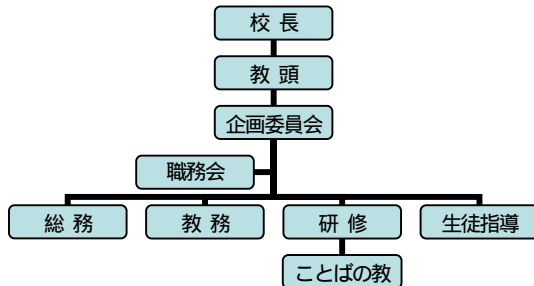 校 長
教 頭
企画委員会
職務会
総 務
教 務
研 修
生徒指導
ことばの教